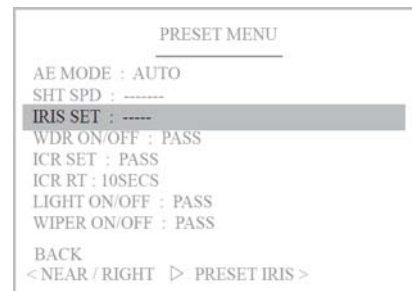 PRESET MENU
AE MODE : AUTO
SHT SPD : -------
IRIS SET : -----
WDR ON/OFF : PASS
ICR SET : PASS
ICR RT : 10SECS
LIGHT ON/OFF : PASS
WIPER ON/OFF : PASS
BACK
< NEAR / RIGHT ▷ PRESET IRIS >